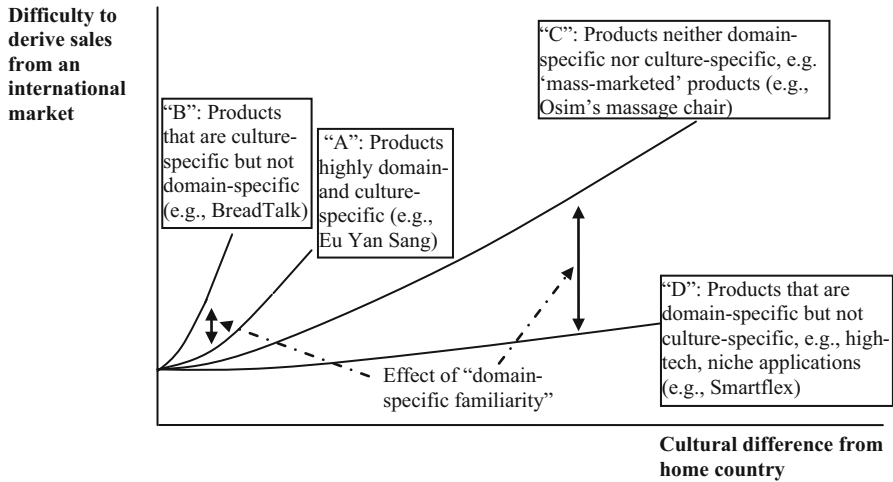 Difficulty to
derive sales
from an
international
market
“B”: Products
that are culture-
specific but not
domain-specific
(e.g., BreadTalk)
“A”: Products
highly domain-
and culture-
specific (e.g.,
Eu Yan Sang)
“C”: Products neither domain-
specific nor culture-specific, e.g.
‘mass-marketed’ products (e.g.,
Osim’s massage chair)
“D”: Products that are
domain-specific but not
culture-specific, e.g., high-
tech, niche applications
(e.g., Smartflex)
Effect of “domain-
specific familiarity”
Cultural difference from
home country